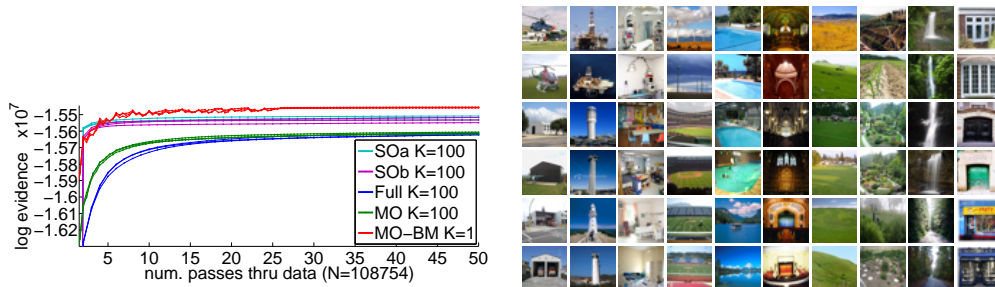 log evidence x10^7
−1.55
−1.56
−1.57
−1.58
−1.59
−1.6
−1.61
−1.62
SOa K=100
SOb K=100
Full K=100
MO K=100
MO−BM K=1
5 10 15 20 25 30 35 40 45 50
num. passes thru data (N=108754)